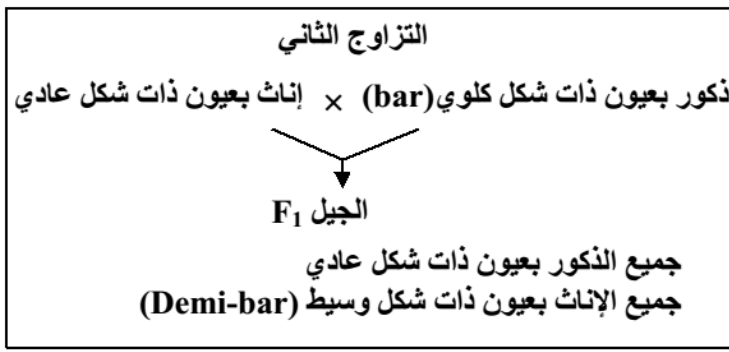 التزاوج الثاني
ذكور بعيون ذات شكل كلوي(bar) × إناث بعيون ذات شكل عادي
الجيل F₁
جميع الذكور بعيون ذات شكل عادي
جميع الإناث بعيون ذات شكل وسيط (Demi-bar)